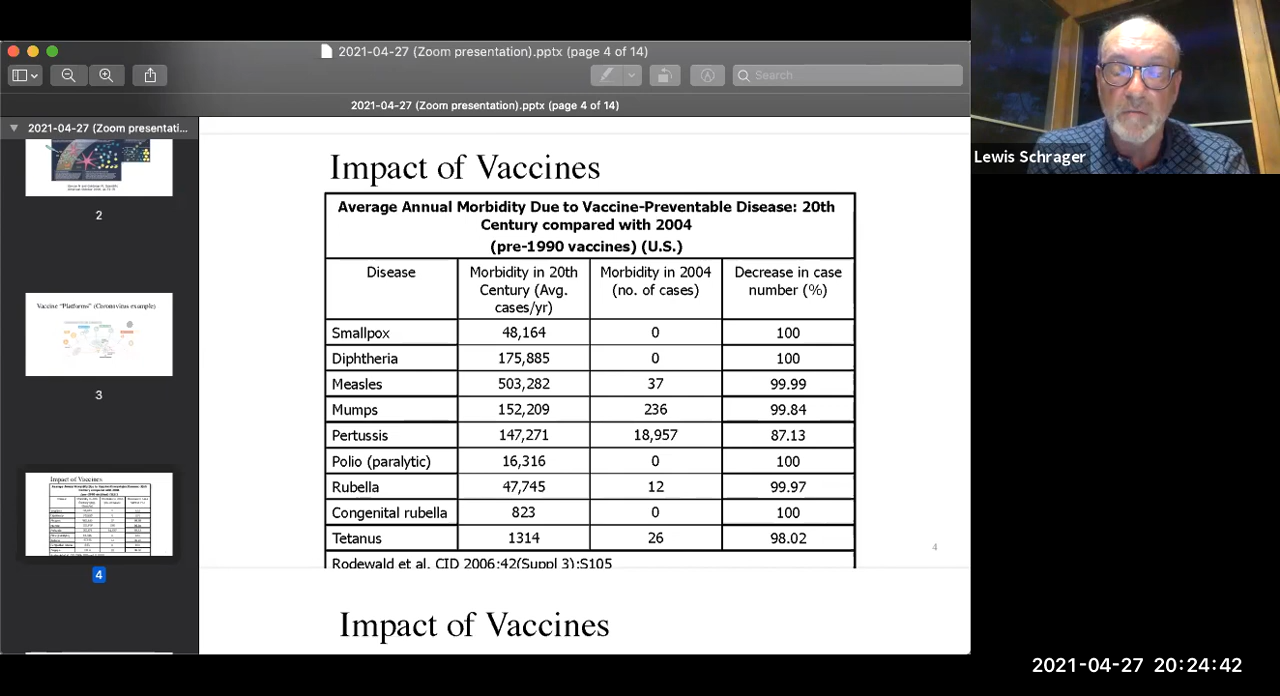 2021-04-27 (Zoom presentation).pptx (page 4 of 14)
Search
2021-04-27 (Zoom presentation).pptx (page 4 of 14)
2021-04-27 (Zoom presentati...
2
Vaccine "Platforms" (Coronavirus example)
3
Impact of Vaccines
4
Impact of Vaccines
Average Annual Morbidity Due to Vaccine-Preventable Disease: 20th
Century compared with 2004
(pre-1990 vaccines) (U.S.)
Disease Morbidity in 20th Morbidity in 2004 Decrease in case
Century (Avg. (no. of cases) number (%)
cases/yr)
Smallpox 48,164 0 100
Diphtheria 175,885 0 100
Measles 503,282 37 99.99
Mumps 152,209 236 99.84
Pertussis 147,271 18,957 87.13
Polio (paralytic) 16,316 0 100
Rubella 47,745 12 99.97
Congenital rubella 823 0 100
Tetanus 1314 26 98.02
Rodewald et al. CID 2006:42(Suppl 3):S105
4
Impact of Vaccines
Lewis Schrager
2021-04-27 20:24:42